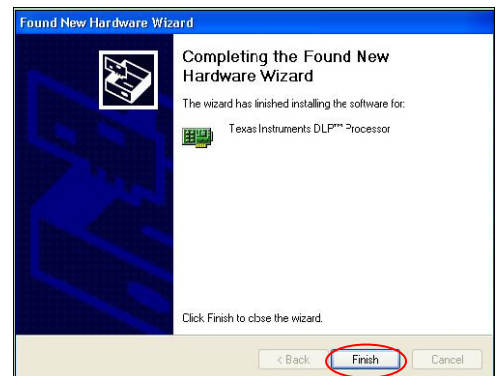 Found New Hardware Wizard
Completing the Found New
Hardware Wizard
The wizard has finished installing the software for:
Texas Instruments DLP™ Processor
Click Finish to close the wizard.
< Back
Finish
Cancel